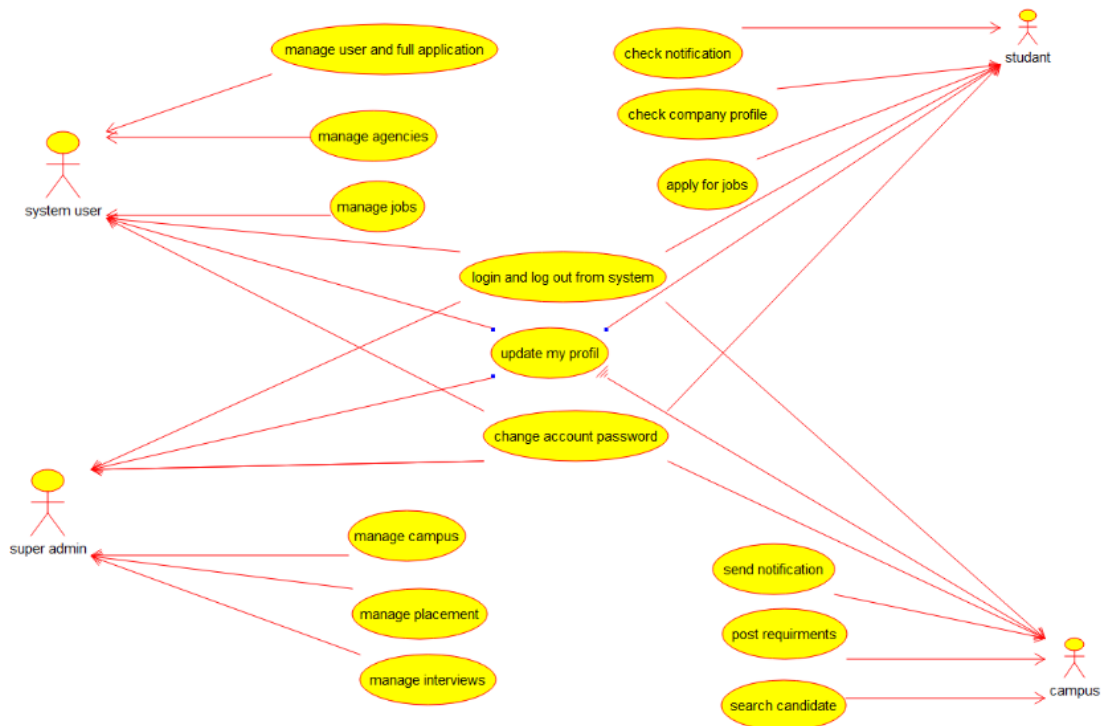 manage user and full application
check notification
studant
check company profile
manage agencies
apply for jobs
system user
manage jobs
login and log out from system
update my profil
change account password
super admin
manage campus
send notification
manage placement
post requirments
manage interviews
campus
search candidate